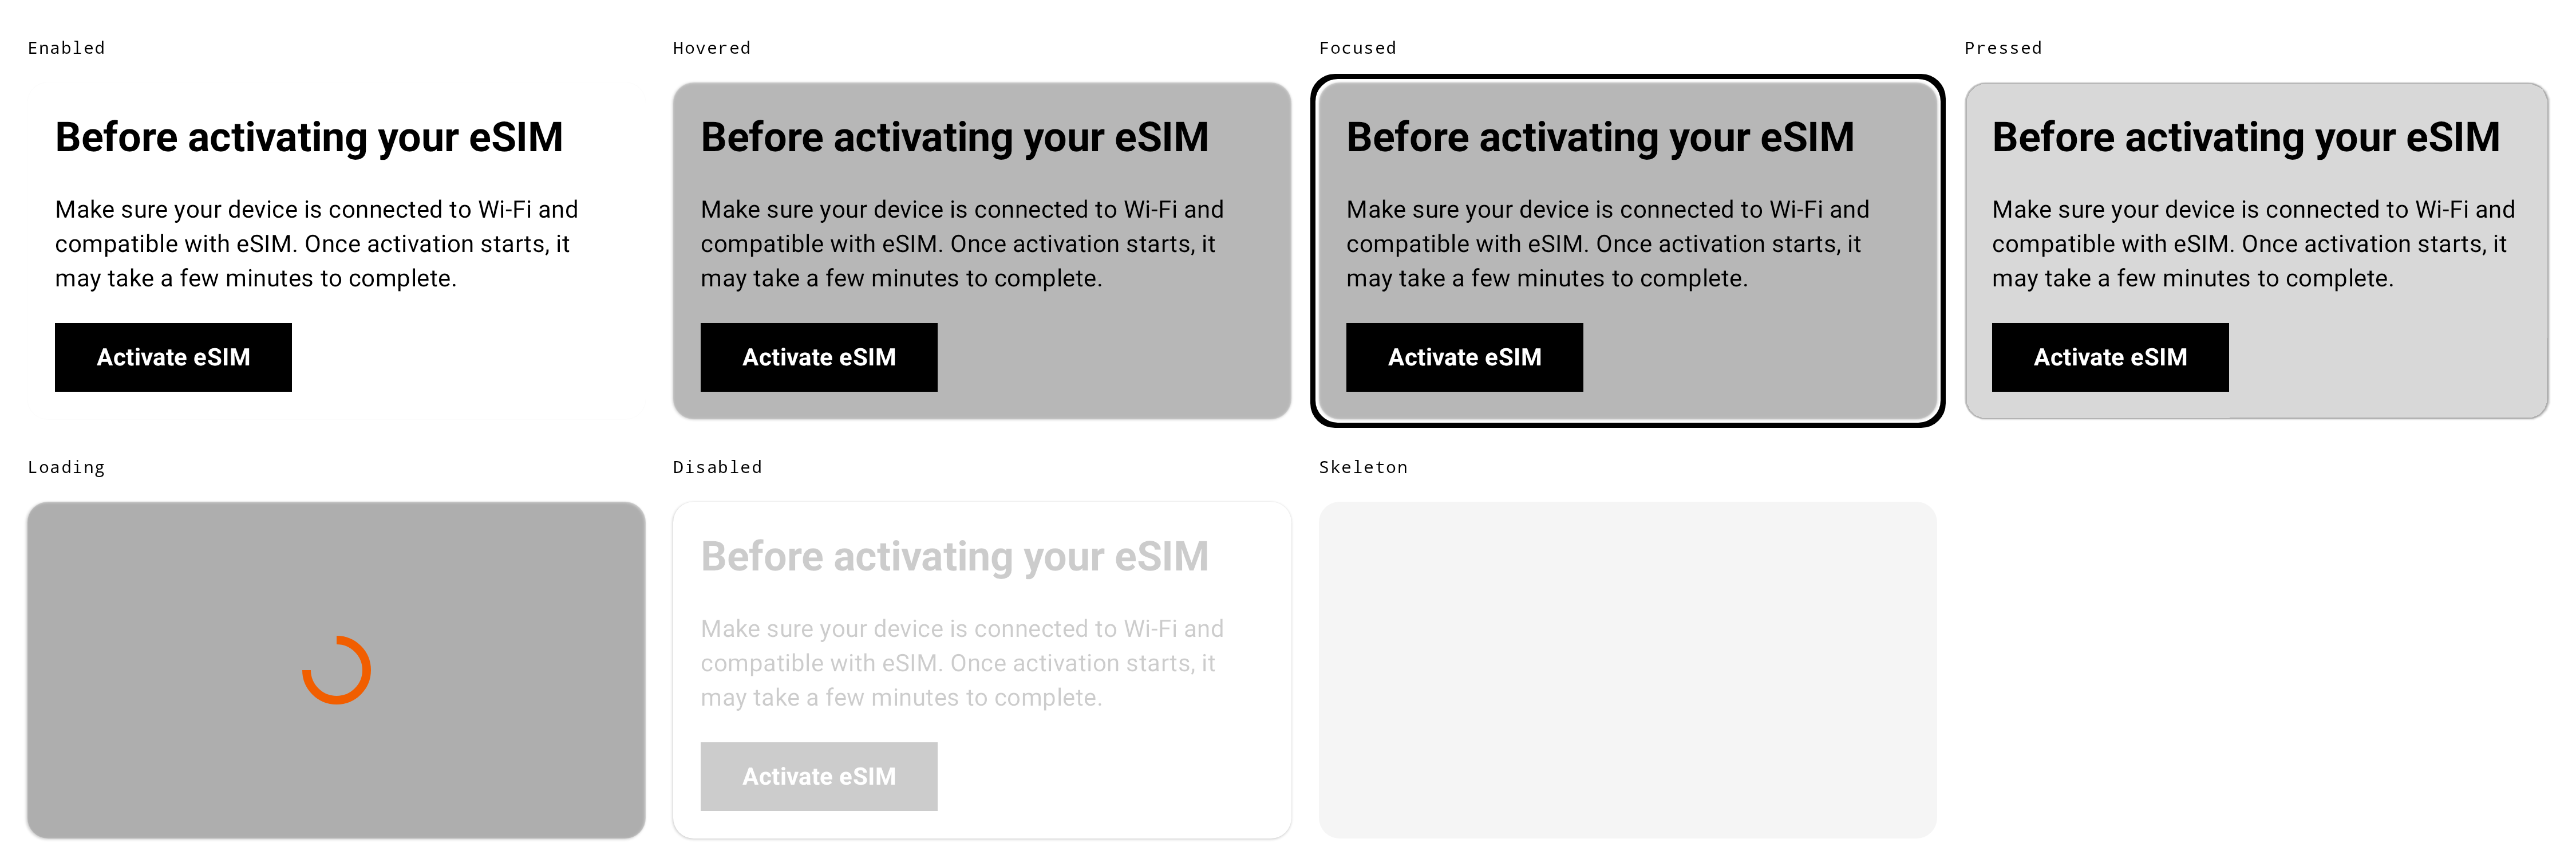 Enabled
Before activating your eSIM
Make sure your device is connected to Wi-Fi and
compatible with eSIM. Once activation starts, it
may take a few minutes to complete.
Activate eSIM
Hovered
Before activating your eSIM
Make sure your device is connected to Wi-Fi and
compatible with eSIM. Once activation starts, it
may take a few minutes to complete.
Activate eSIM
Focused
Before activating your eSIM
Make sure your device is connected to Wi-Fi and
compatible with eSIM. Once activation starts, it
may take a few minutes to complete.
Activate eSIM
Pressed
Before activating your eSIM
Make sure your device is connected to Wi-Fi and
compatible with eSIM. Once activation starts, it
may take a few minutes to complete.
Activate eSIM
Loading
Disabled
Before activating your eSIM
Make sure your device is connected to Wi-Fi and
compatible with eSIM. Once activation starts, it
may take a few minutes to complete.
Activate eSIM
Skeleton